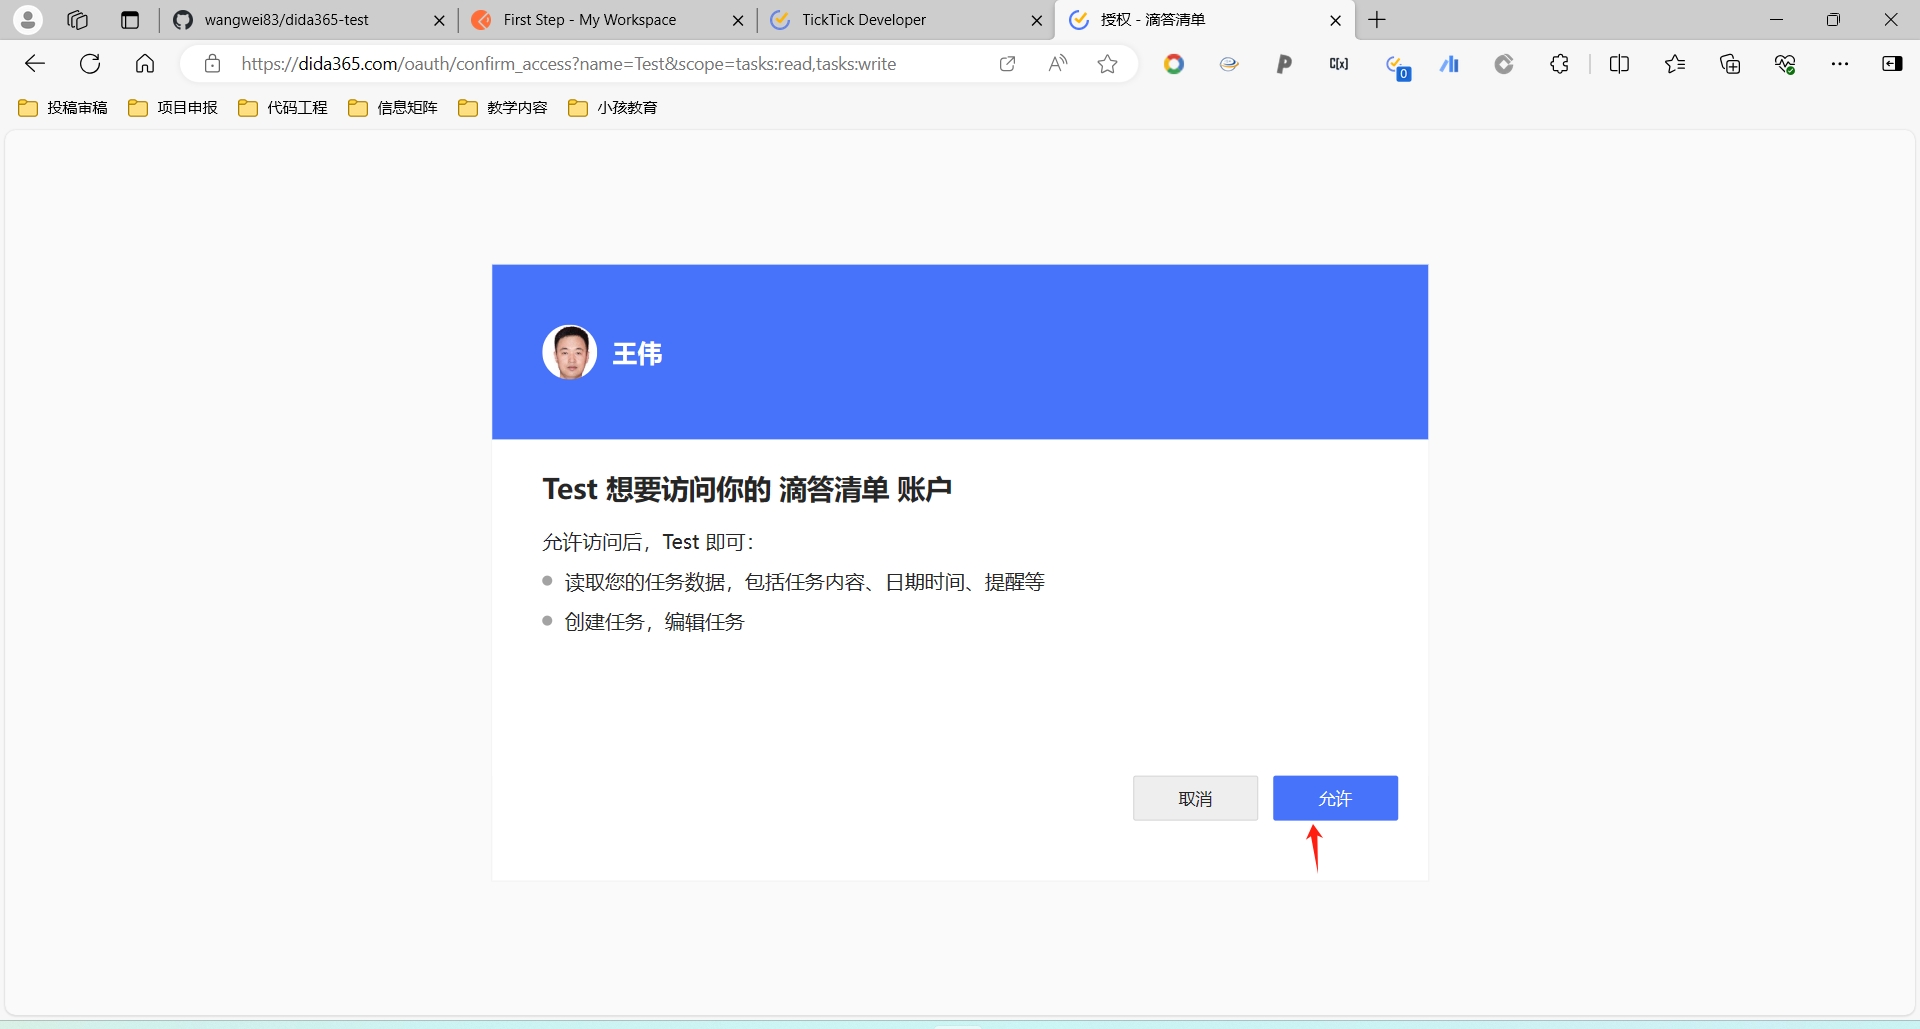 wangwei83/dida365-test
First Step - My Workspace
TickTick Developer
授权 - 滴答清单
https://dida365.com/oauth/confirm_access?name=Test&scope=tasks:read,tasks:write
0
投稿审稿
项目申报
代码工程
信息矩阵
教学内容
小孩教育
王伟
Test 想要访问你的 滴答清单 账户
允许访问后，Test 即可：
读取您的任务数据，包括任务内容、日期时间、提醒等
创建任务，编辑任务
取消
允许